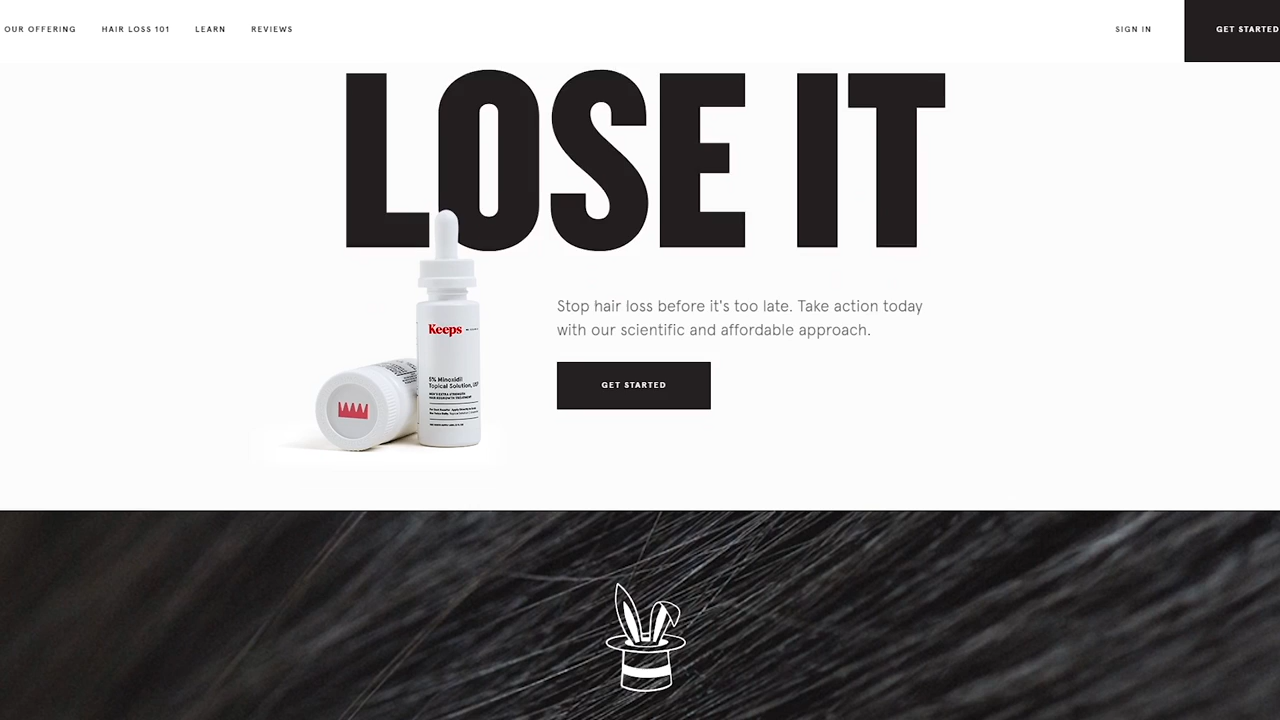 OUR OFFERING HAIR LOSS 101 LEARN REVIEWS SIGN IN GET STARTED
LOSE IT
Stop hair loss before it's too late. Take action today
with our scientific and affordable approach.
GET STARTED
Keeps
5% Minoxidil
Topical Solution, USP